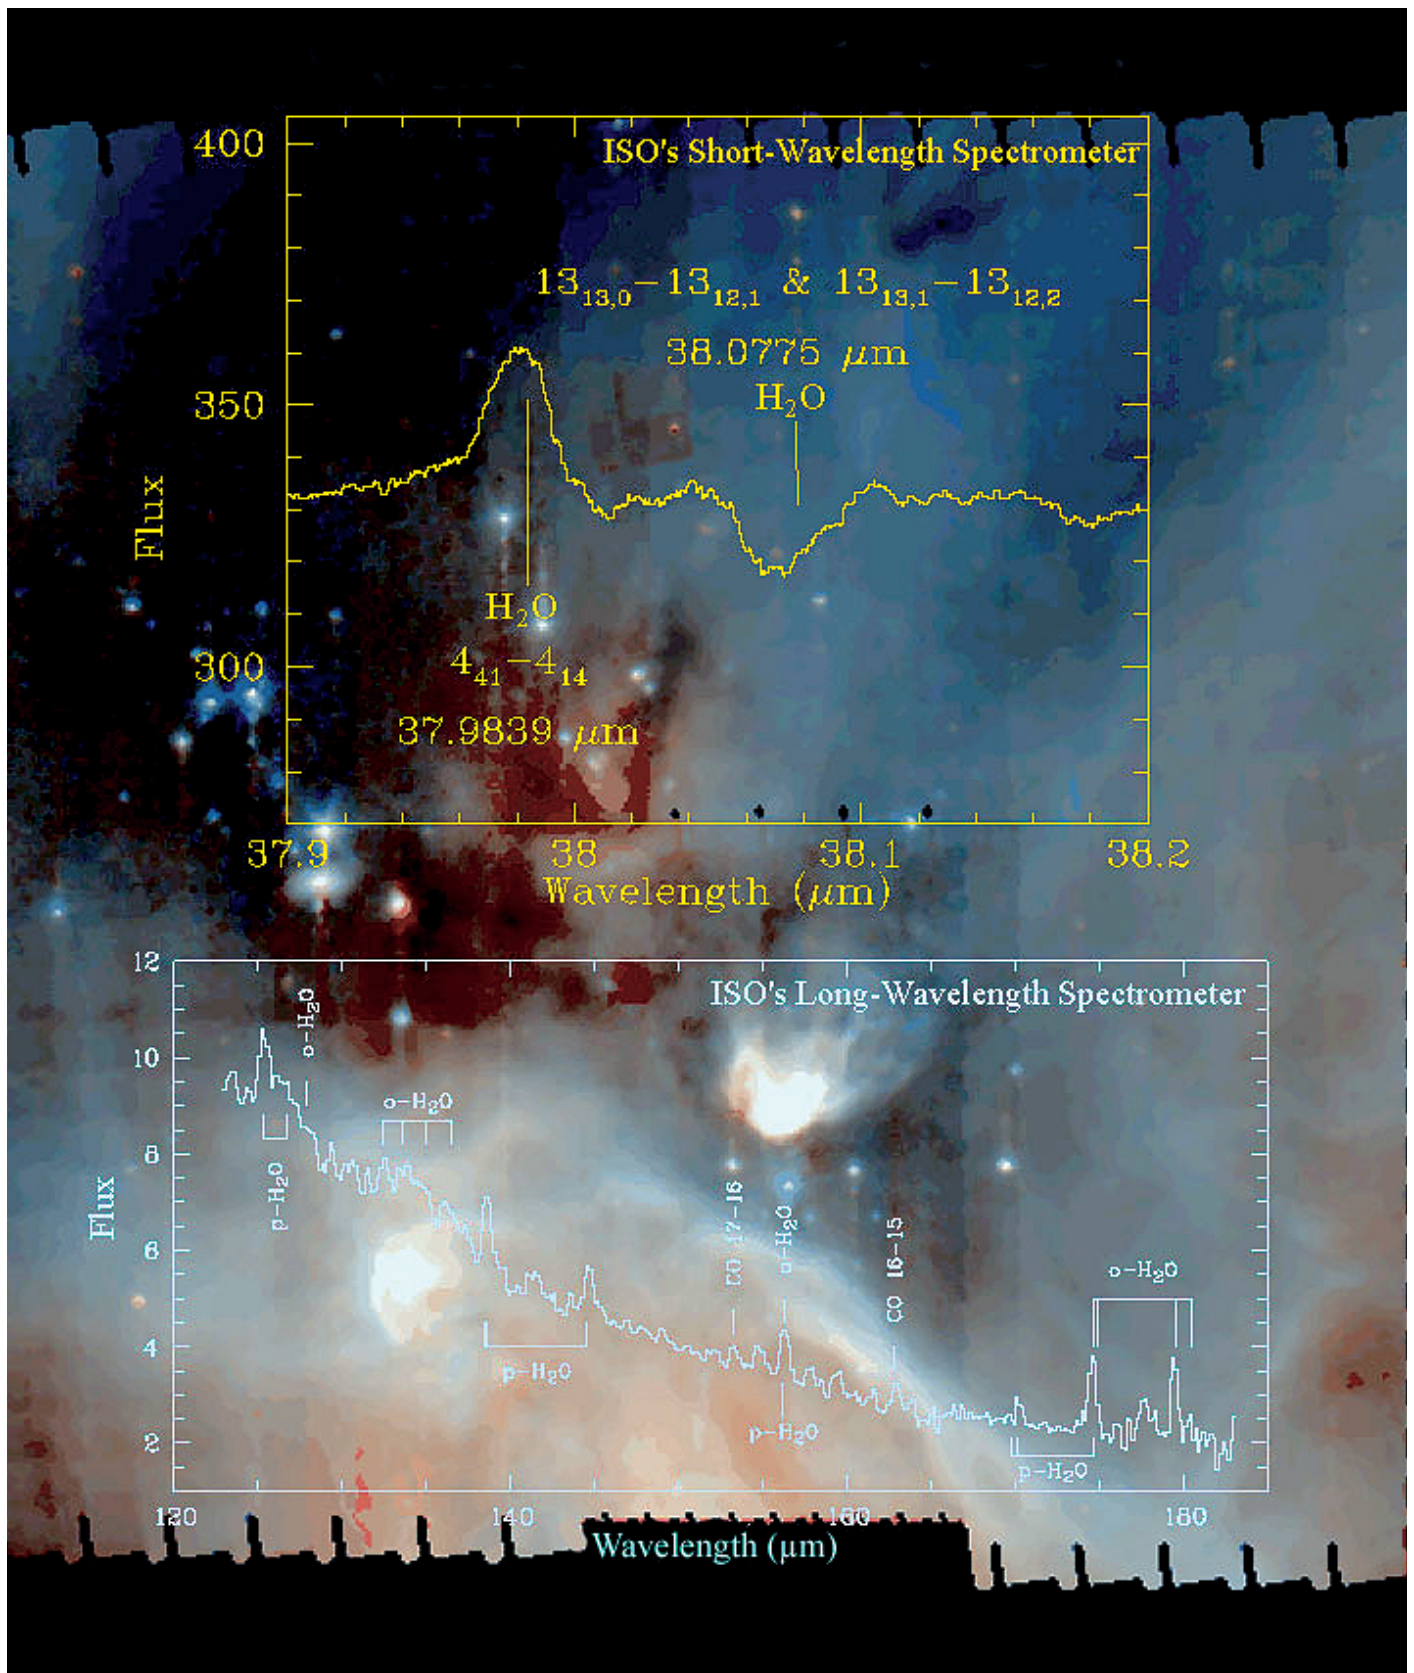 ISO's Short-Wavelength Spectrometer
400
350
300
Flux
13₁₃,₀−13₁₂,₁ & 13₁₃,₁−13₁₂,₂
38.0775 µm
H₂O
H₂O
4₄₁−4₁₄
37.9839 µm
37.9 38 38.1 38.2
Wavelength (µm)
ISO's Long-Wavelength Spectrometer
12
10
8
6
4
2
Flux
o−H₂O
p−H₂O
o−H₂O
p−H₂O
CO 17−16
o−H₂O
p−H₂O
CO 16−15
o−H₂O
p−H₂O
120 140 160 180
Wavelength (µm)